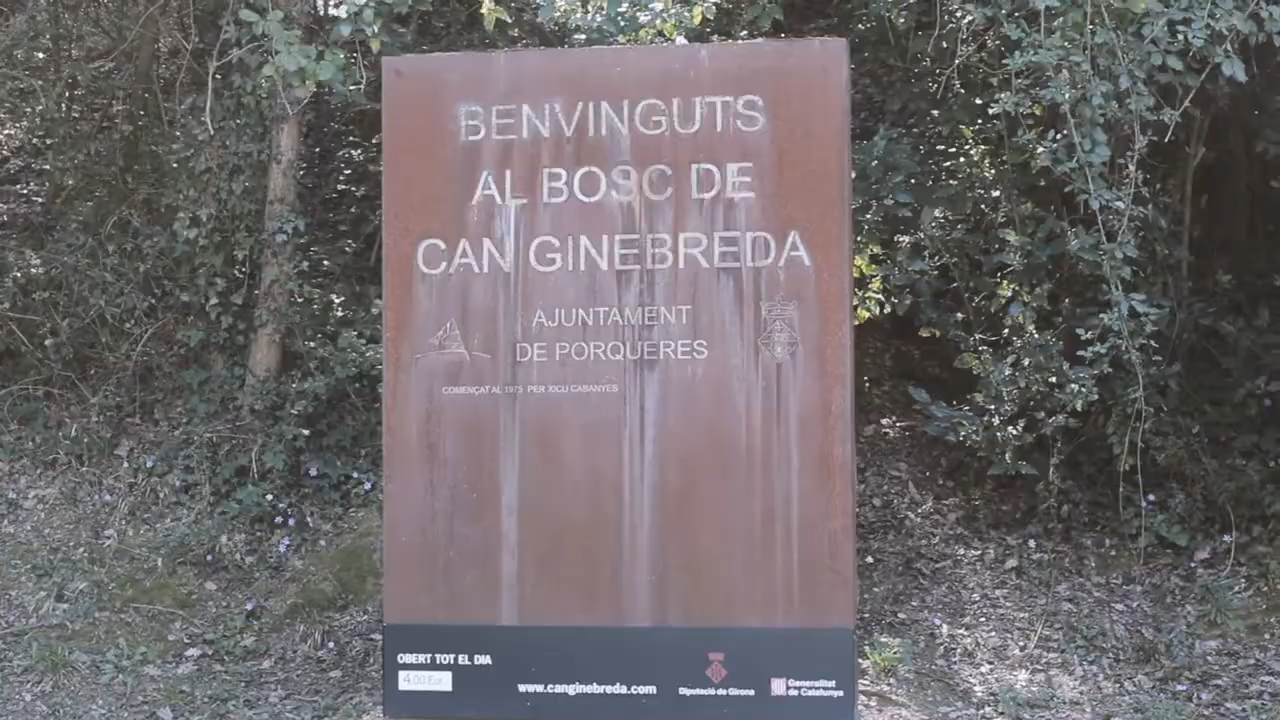 BENVINGUTS
AL BOSC DE
CAN GINEBREDA
AJUNTAMENT
DE PORQUERES
COMENÇAT AL 1975 PER XICU CABANYES
OBERT TOT EL DIA
4.00 Eur.
www.canginebreda.com
Diputació de Girona
Generalitat
de Catalunya